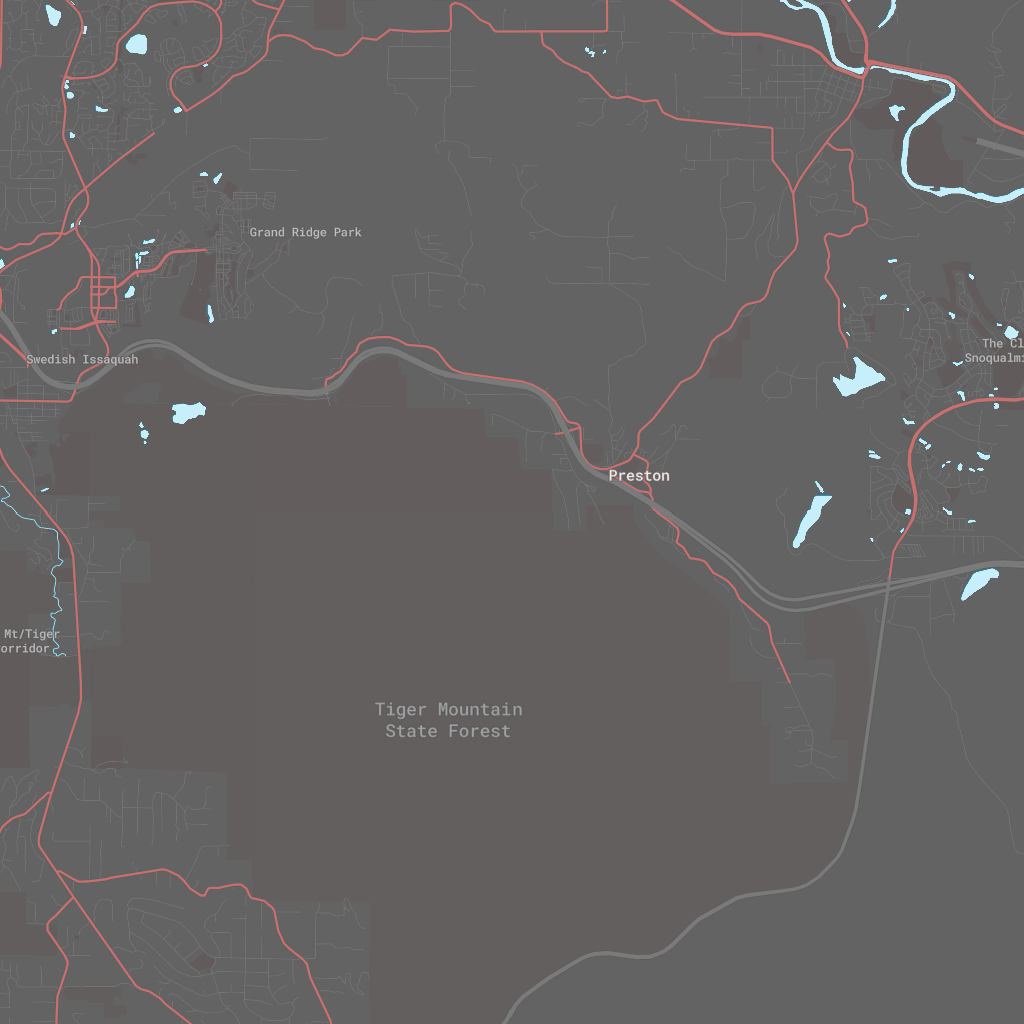 Grand Ridge Park
The Cl
Snoqualmi
Swedish Issaquah
Preston
Mt/Tiger
orridor
Tiger Mountain
State Forest